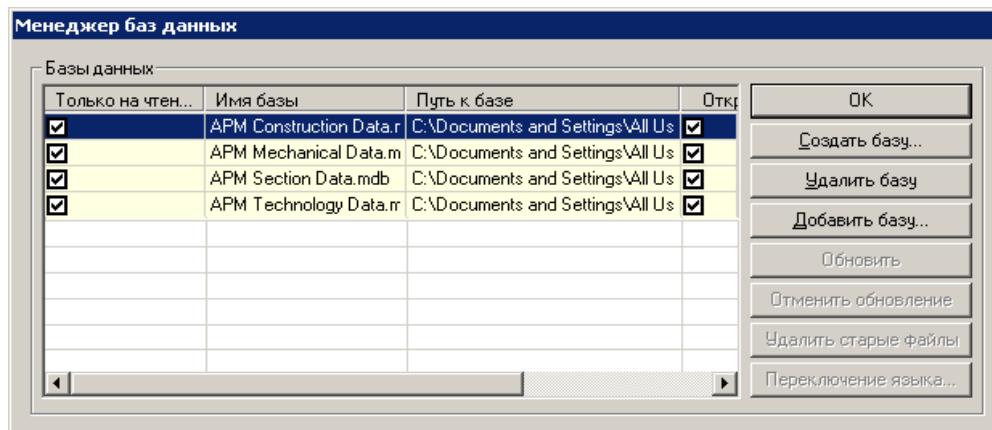 Менеджер баз данных
Базы данных
Только на чтен... Имя базы Путь к базе Откр
APM Construction Data.r C:\Documents and Settings\All Us
APM Mechanical Data.m C:\Documents and Settings\All Us
APM Section Data.mdb C:\Documents and Settings\All Us
APM Technology Data.m C:\Documents and Settings\All Us
OK
Создать базу...
Удалить базу
Добавить базу...
Обновить
Отменить обновление
Удалить старые файлы
Переключение языка...